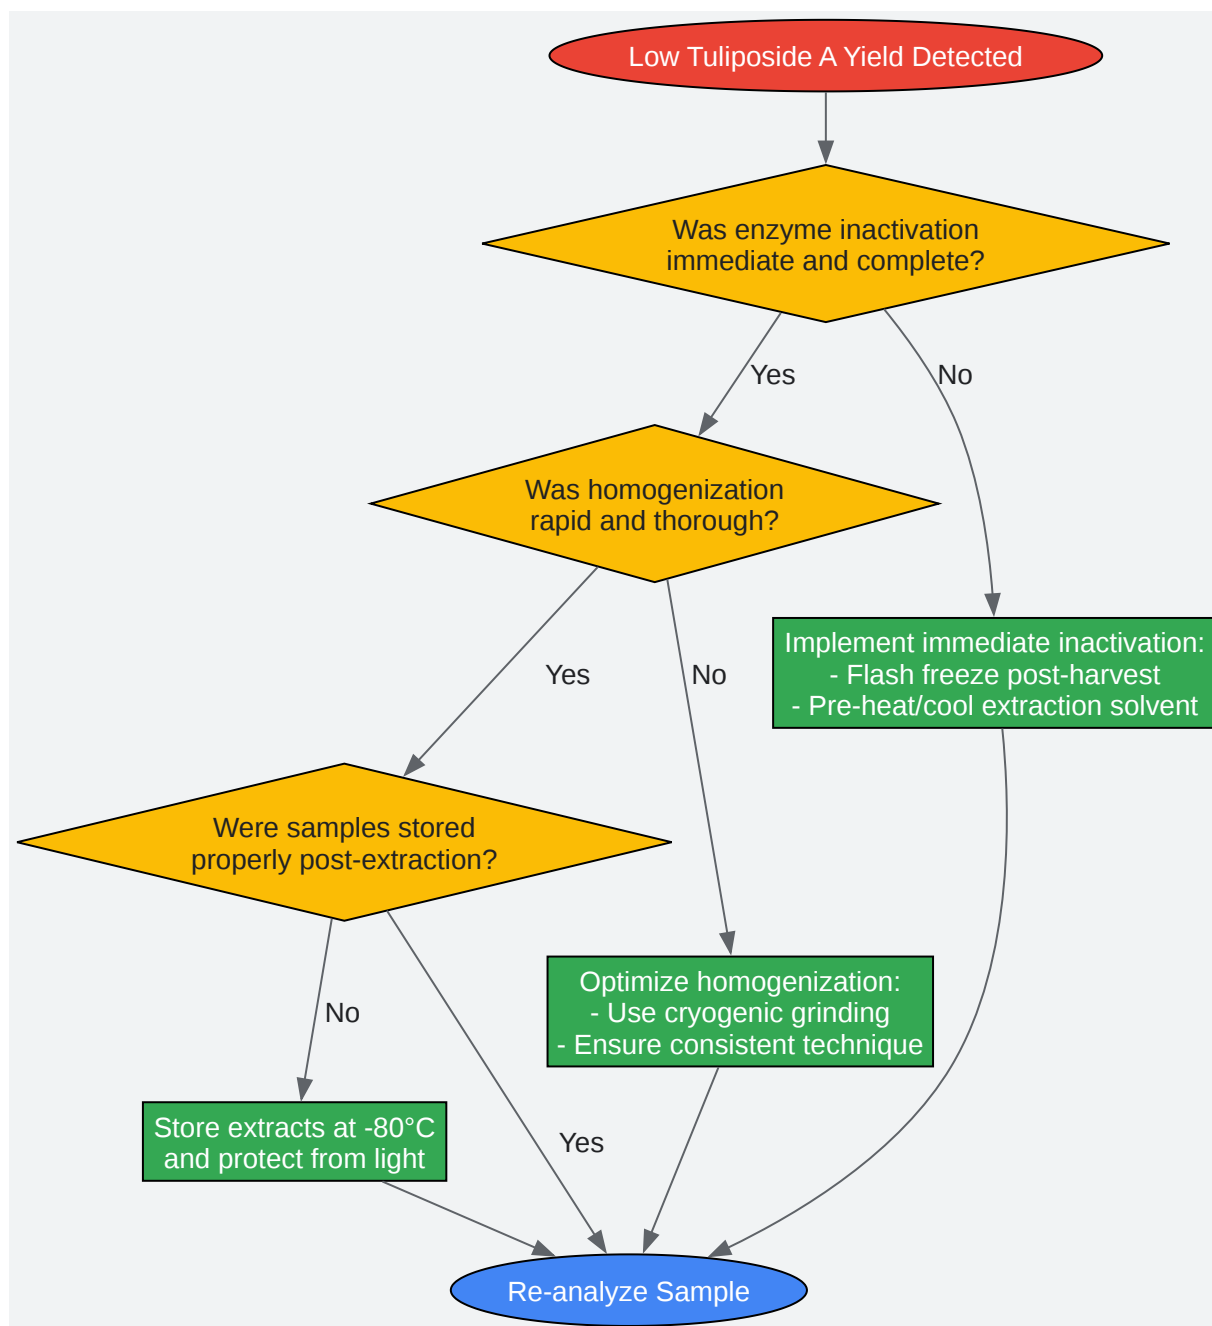 Low Tuliposide A Yield Detected
Was enzyme inactivation
immediate and complete?
Yes
No
Was homogenization
rapid and thorough?
Implement immediate inactivation:
- Flash freeze post-harvest
- Pre-heat/cool extraction solvent
Yes
No
Were samples stored
properly post-extraction?
Optimize homogenization:
- Use cryogenic grinding
- Ensure consistent technique
No
Yes
Store extracts at -80°C
and protect from light
Re-analyze Sample